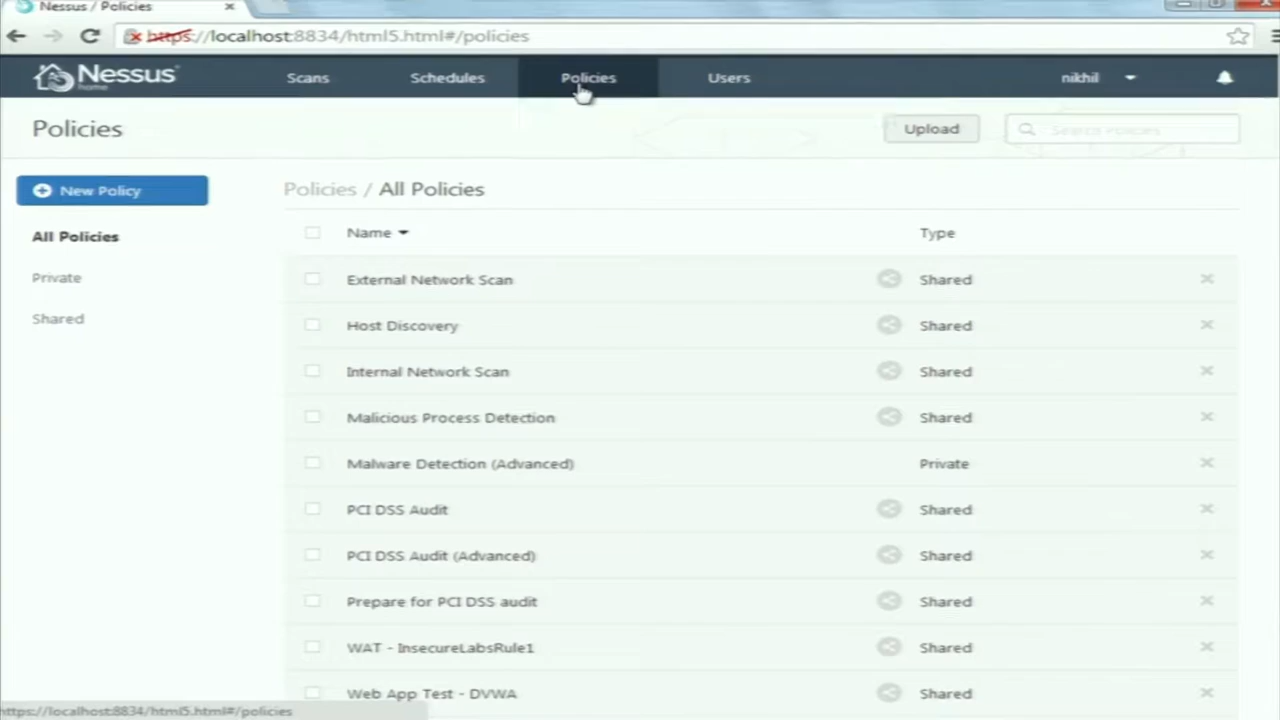 Nessus / Policies
https://localhost:8834/html5.html#/policies
Nessus home
Scans
Schedules
Policies
Users
nikhil
Policies
Upload
Search Policies
New Policy
Policies / All Policies
All Policies
Name
Type
Private
Shared
External Network Scan Shared
Host Discovery Shared
Internal Network Scan Shared
Malicious Process Detection Shared
Malware Detection (Advanced) Private
PCI DSS Audit Shared
PCI DSS Audit (Advanced) Shared
Prepare for PCI DSS audit Shared
WAT - InsecureLabsRule1 Shared
Web App Test - DVWA Shared
https://localhost:8834/html5.html#/policies